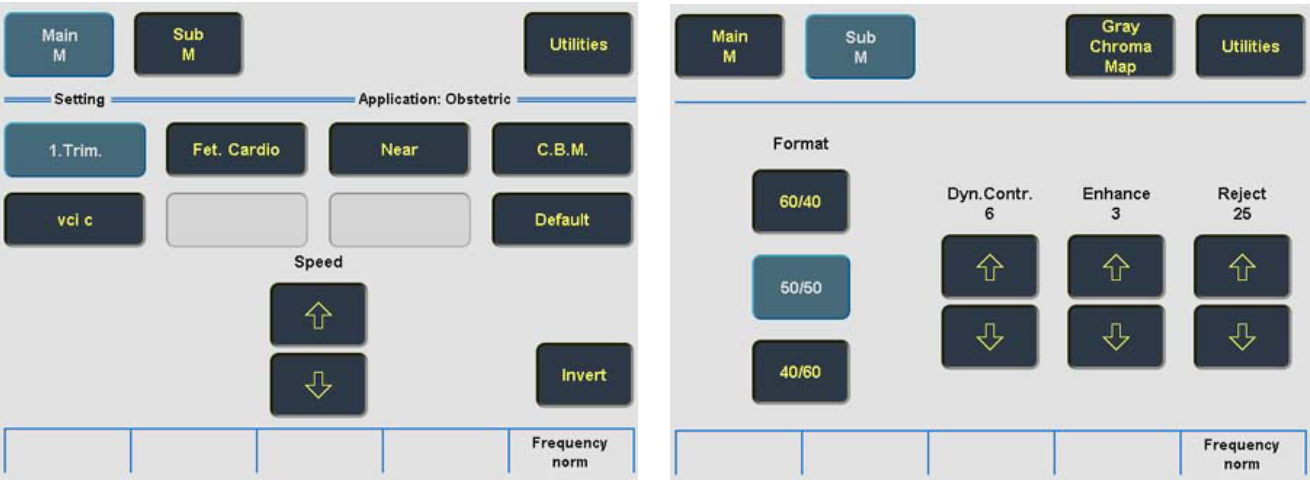 Main
M
Sub
M
Utilities
Setting
Application: Obstetric
1.Trim.
Fet. Cardio
Near
C.B.M.
vci c
Default
Speed
Invert
Frequency
norm
Main
M
Sub
M
Gray
Chroma
Map
Utilities
Format
60/40
50/50
40/60
Dyn.Contr.
6
Enhance
3
Reject
25
Frequency
norm